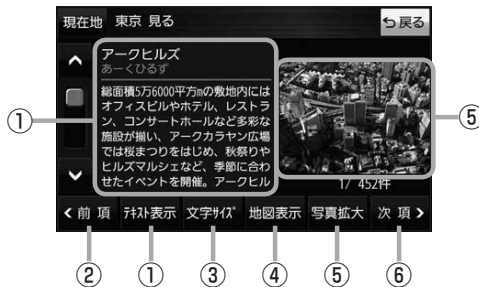 現在地 東京 見る
戻る
アークヒルズ
あーくひるず
総面積5万6000平方mの敷地内には
オフィスビルやホテル、レストラ
ン、コンサートホールなど多彩な
施設が揃い、アークカラヤン広場
では桜まつりをはじめ、秋祭りや
ヒルズマルシェなど、季節に合わ
せたイベントを開催。アークヒル
1/ 452件
前 項 ﾃｷｽﾄ表示 文字ｻｲｽﾞ 地図表示 写真拡大 次 項
①
⑤
② ① ③ ④ ⑤ ⑥